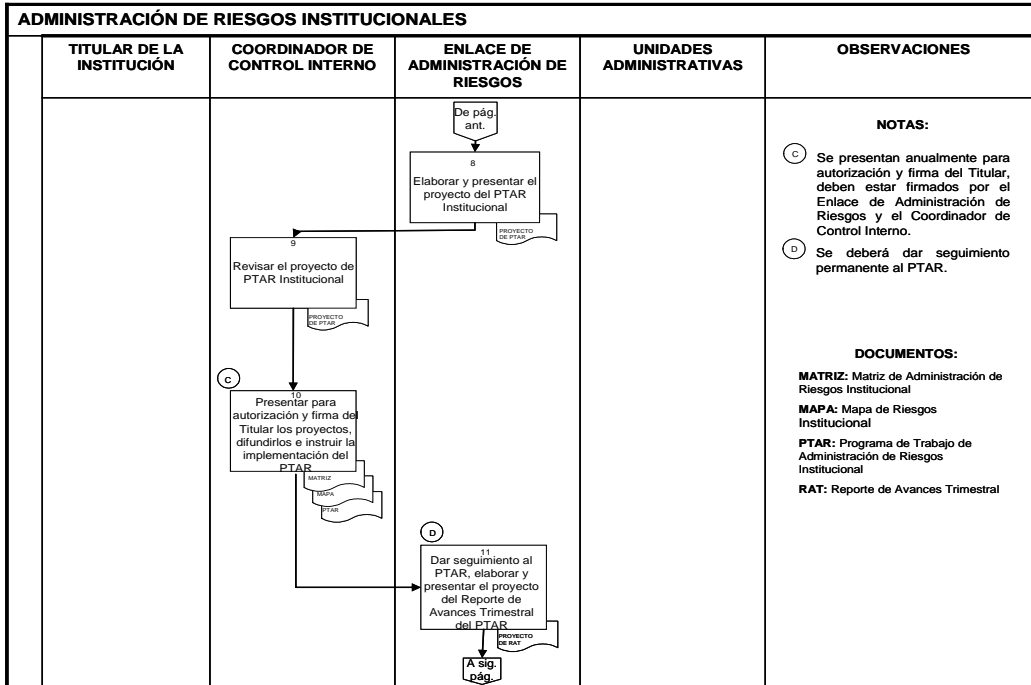 ADMINISTRACIÓN DE RIESGOS INSTITUCIONALES
TITULAR DE LA
INSTITUCIÓN
COORDINADOR DE
CONTROL INTERNO
ENLACE DE
ADMINISTRACIÓN DE
RIESGOS
UNIDADES
ADMINISTRATIVAS
OBSERVACIONES
De pág.
ant.
8
Elaborar y presentar el
proyecto del PTAR
Institucional
PROYECTO
DE PTAR
9
Revisar el proyecto de
PTAR Institucional
PROYECTO
DE PTAR
C
10
Presentar para
autorización y firma del
Titular los proyectos,
difundirlos e instruir la
implementación del
PTAR
MATRIZ
MAPA
PTAR
D
11
Dar seguimiento al
PTAR, elaborar y
presentar el proyecto
del Reporte de
Avances Trimestral
del PTAR
PROYECTO
DE RAT
A sig.
pág.
NOTAS:
C Se presentan anualmente para
autorización y firma del Titular,
deben estar firmados por el
Enlace de Administración de
Riesgos y el Coordinador de
Control Interno.
D Se deberá dar seguimiento
permanente al PTAR.
DOCUMENTOS:
MATRIZ: Matriz de Administración de
Riesgos Institucional
MAPA: Mapa de Riesgos
Institucional
PTAR: Programa de Trabajo de
Administración de Riesgos
Institucional
RAT: Reporte de Avances Trimestral